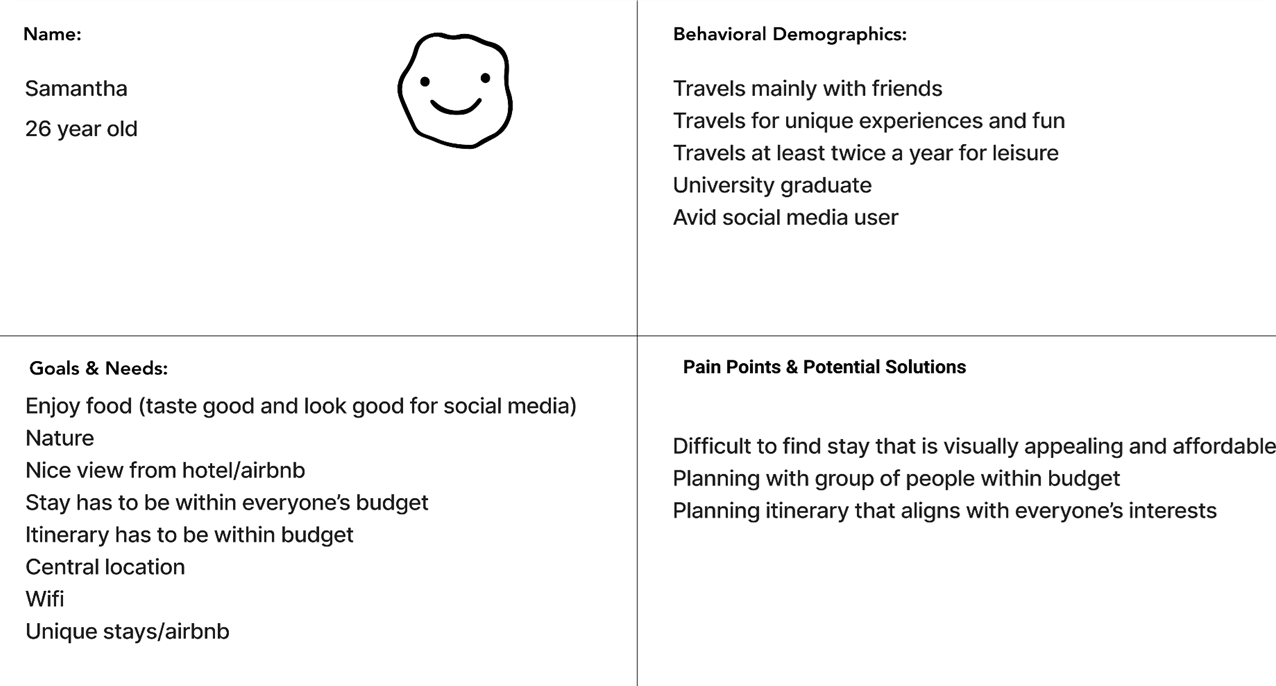 Name:
Samantha
26 year old
Behavioral Demographics:
Travels mainly with friends
Travels for unique experiences and fun
Travels at least twice a year for leisure
University graduate
Avid social media user
Goals & Needs:
Enjoy food (taste good and look good for social media)
Nature
Nice view from hotel/airbnb
Stay has to be within everyone’s budget
Itinerary has to be within budget
Central location
Wifi
Unique stays/airbnb
Pain Points & Potential Solutions
Difficult to find stay that is visually appealing and affordable
Planning with group of people within budget
Planning itinerary that aligns with everyone’s interests